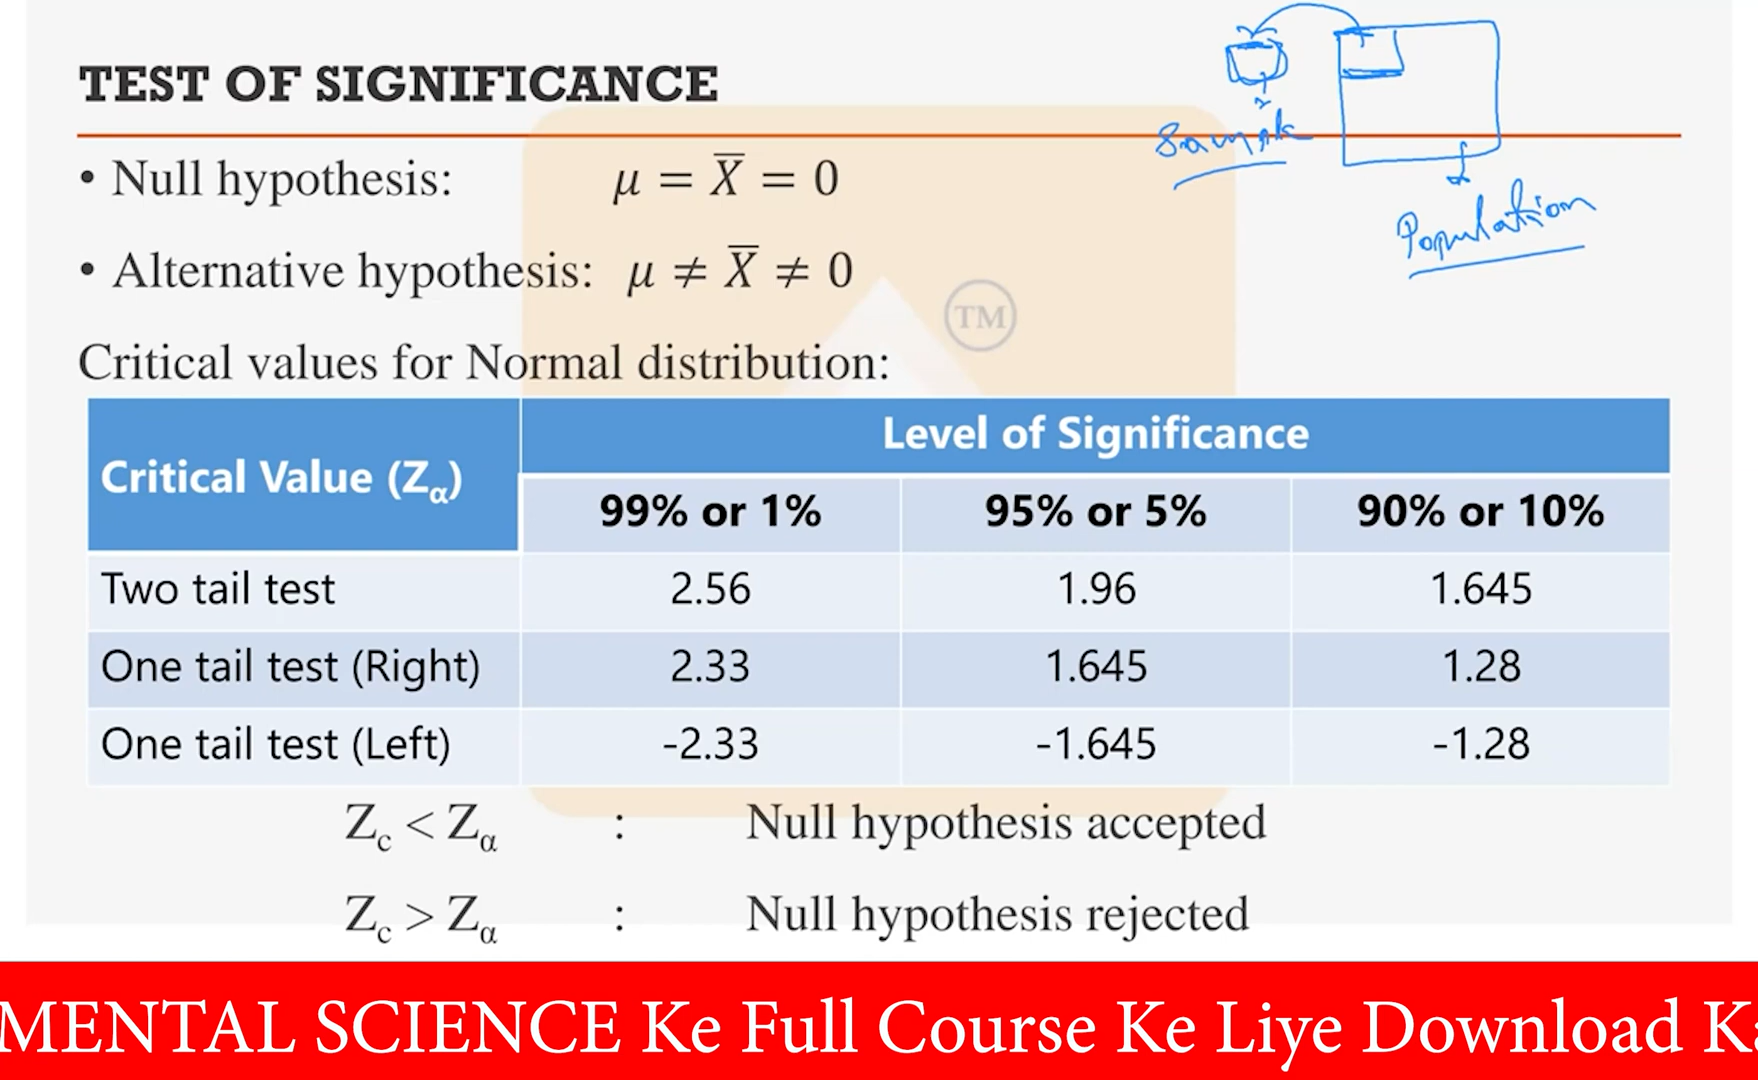 TEST OF SIGNIFICANCE
Sample
Population
• Null hypothesis: μ = X̅ = 0
• Alternative hypothesis: μ ≠ X̅ ≠ 0
TM
Critical values for Normal distribution:
Critical Value (Zα) Level of Significance
99% or 1% 95% or 5% 90% or 10%
Two tail test 2.56 1.96 1.645
One tail test (Right) 2.33 1.645 1.28
One tail test (Left) -2.33 -1.645 -1.28
Zc < Zα : Null hypothesis accepted
Zc > Zα : Null hypothesis rejected
MENTAL SCIENCE Ke Full Course Ke Liye Download